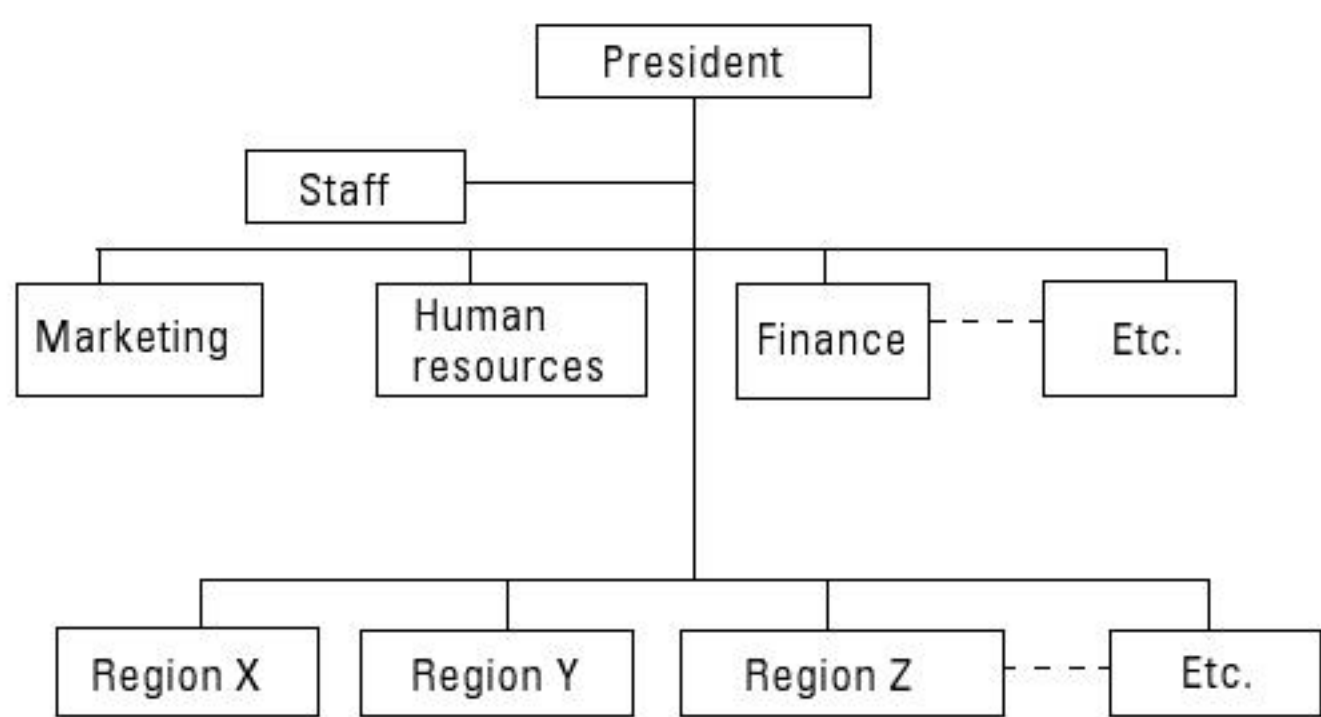 President
Staff
Marketing
Human
resources
Finance
Etc.
Region X
Region Y
Region Z
Etc.